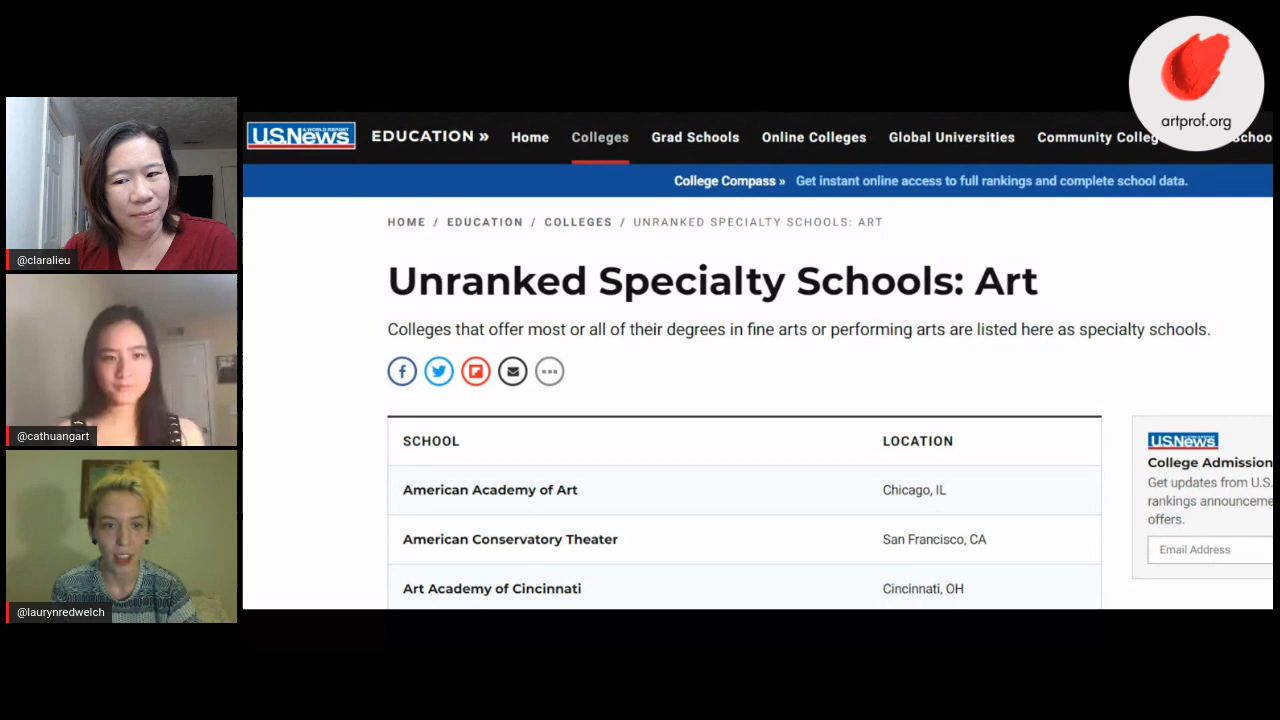 artprof.org
@claralieu
@cathuangart
@laurynredwelch
U.S.News
& WORLD REPORT
EDUCATION »
Home
Colleges
Grad Schools
Online Colleges
Global Universities
Community Colleg
College Compass » Get instant online access to full rankings and complete school data.
HOME / EDUCATION / COLLEGES / UNRANKED SPECIALTY SCHOOLS: ART
Unranked Specialty Schools: Art
Colleges that offer most or all of their degrees in fine arts or performing arts are listed here as specialty schools.
SCHOOL LOCATION
American Academy of Art Chicago, IL
American Conservatory Theater San Francisco, CA
Art Academy of Cincinnati Cincinnati, OH
U.S.News
College Admission
Get updates from U.S.
rankings announceme
offers.
Email Address